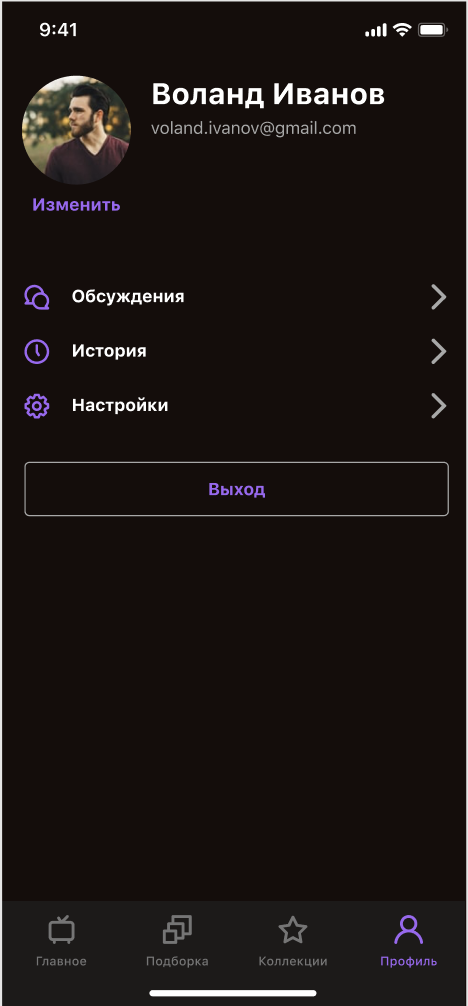 9:41
Воланд Иванов
voland.ivanov@gmail.com
Изменить
Обсуждения
История
Настройки
Выход
Главное Подборка Коллекции Профиль